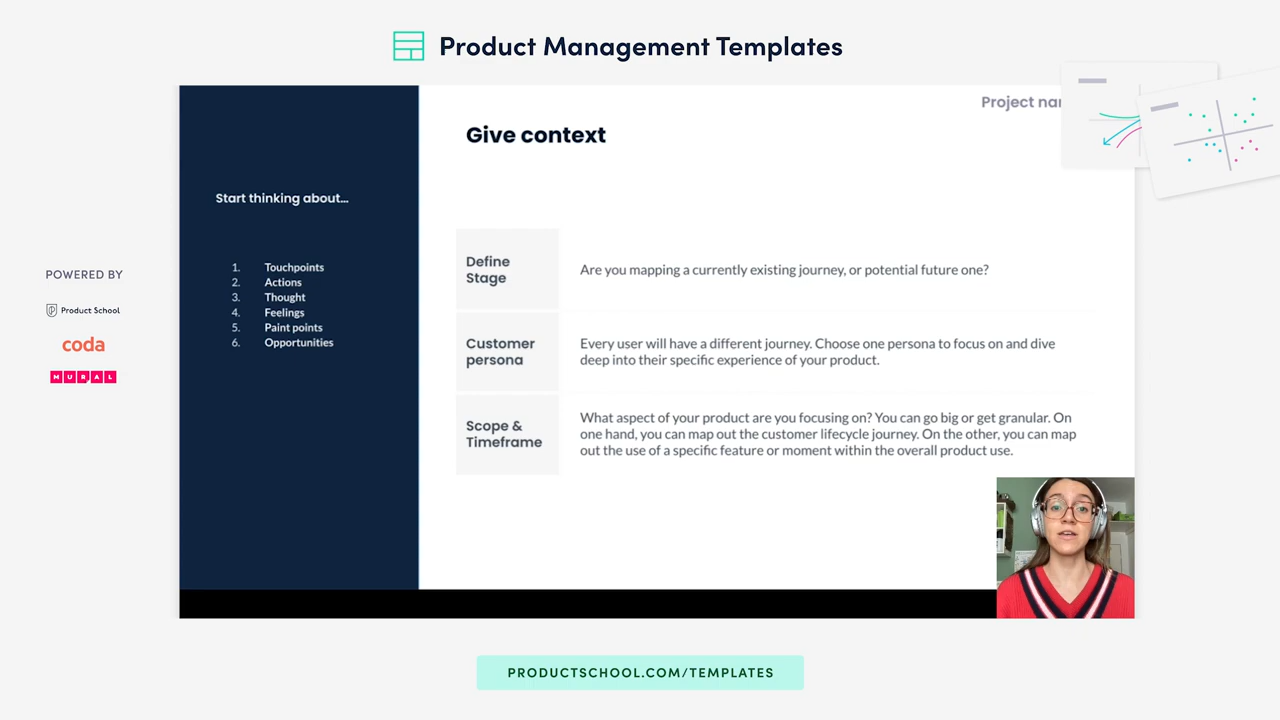 Product Management Templates
Project nar
Give context
Start thinking about...
1. Touchpoints
2. Actions
3. Thought
4. Feelings
5. Paint points
6. Opportunities
Define
Stage
Are you mapping a currently existing journey, or potential future one?
Customer
persona
Every user will have a different journey. Choose one persona to focus on and dive
deep into their specific experience of your product.
Scope &
Timeframe
What aspect of your product are you focusing on? You can go big or get granular. On
one hand, you can map out the customer lifecycle journey. On the other, you can map
out the use of a specific feature or moment within the overall product use.
POWERED BY
Product School
coda
MURAL
PRODUCTSCHOOL.COM/TEMPLATES